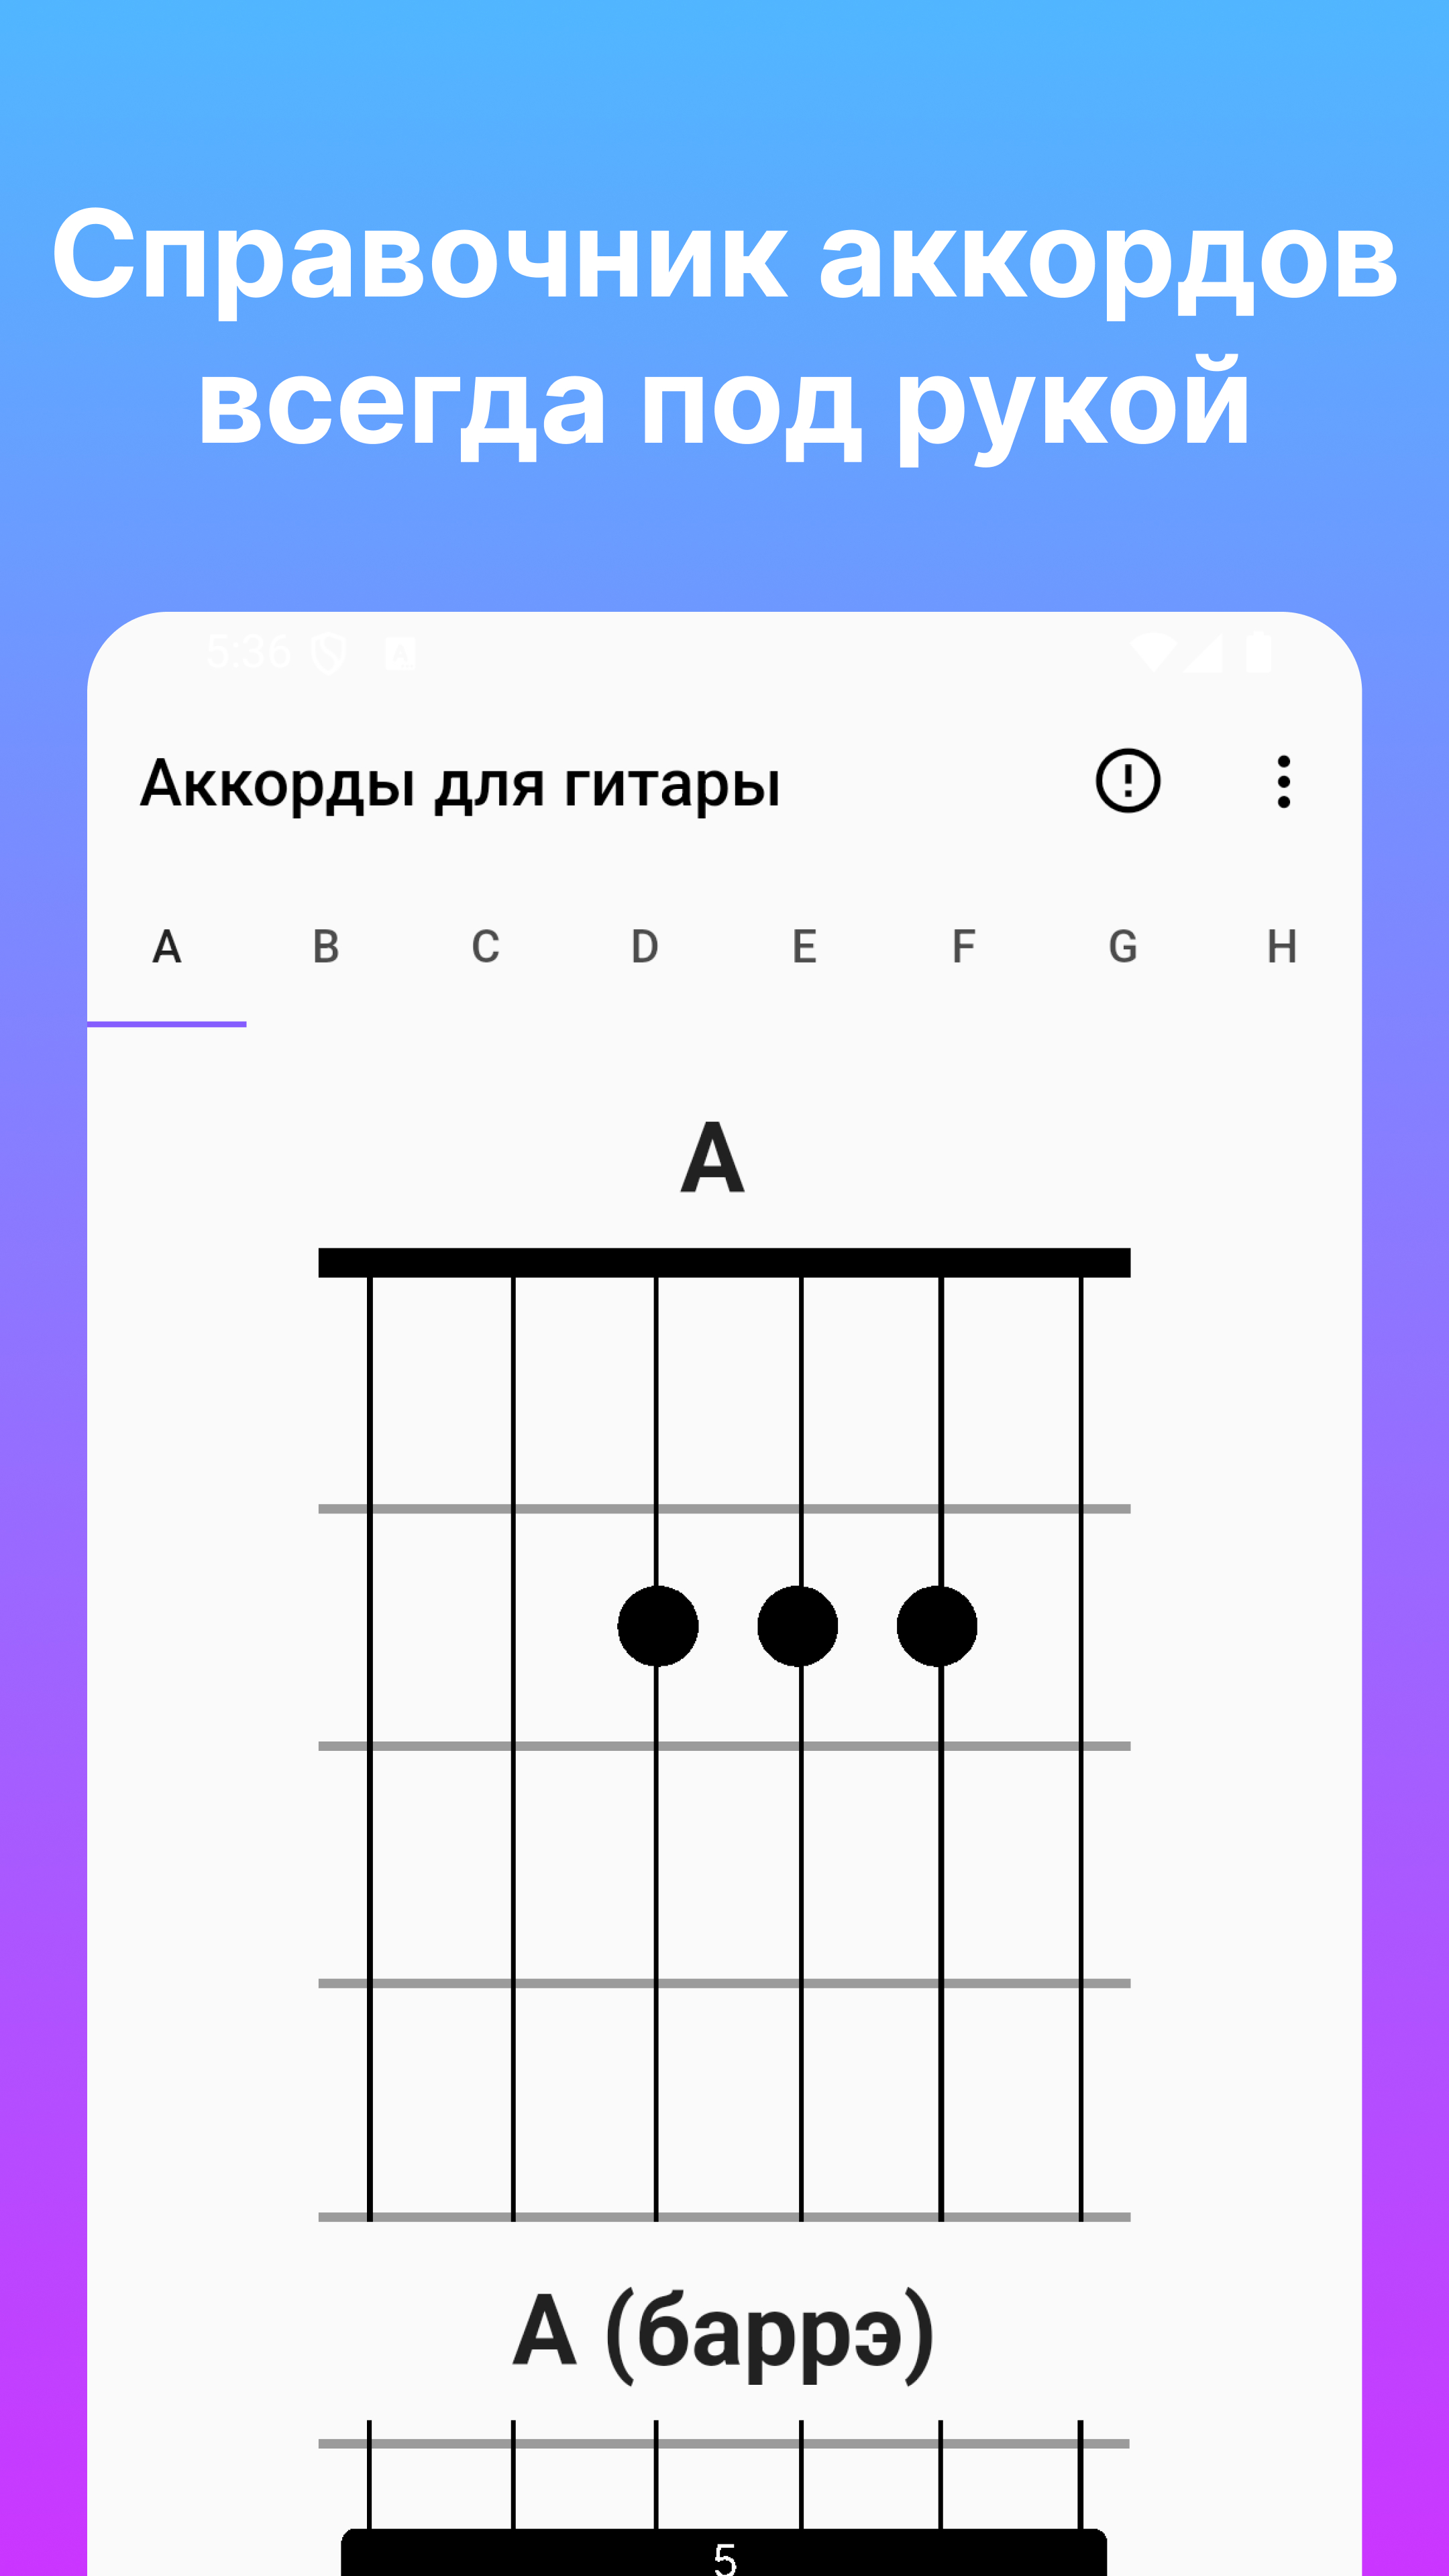 Справочник аккордов
всегда под рукой
5:36
Аккорды для гитары
A B C D E F G H
A
A (баррэ)
5